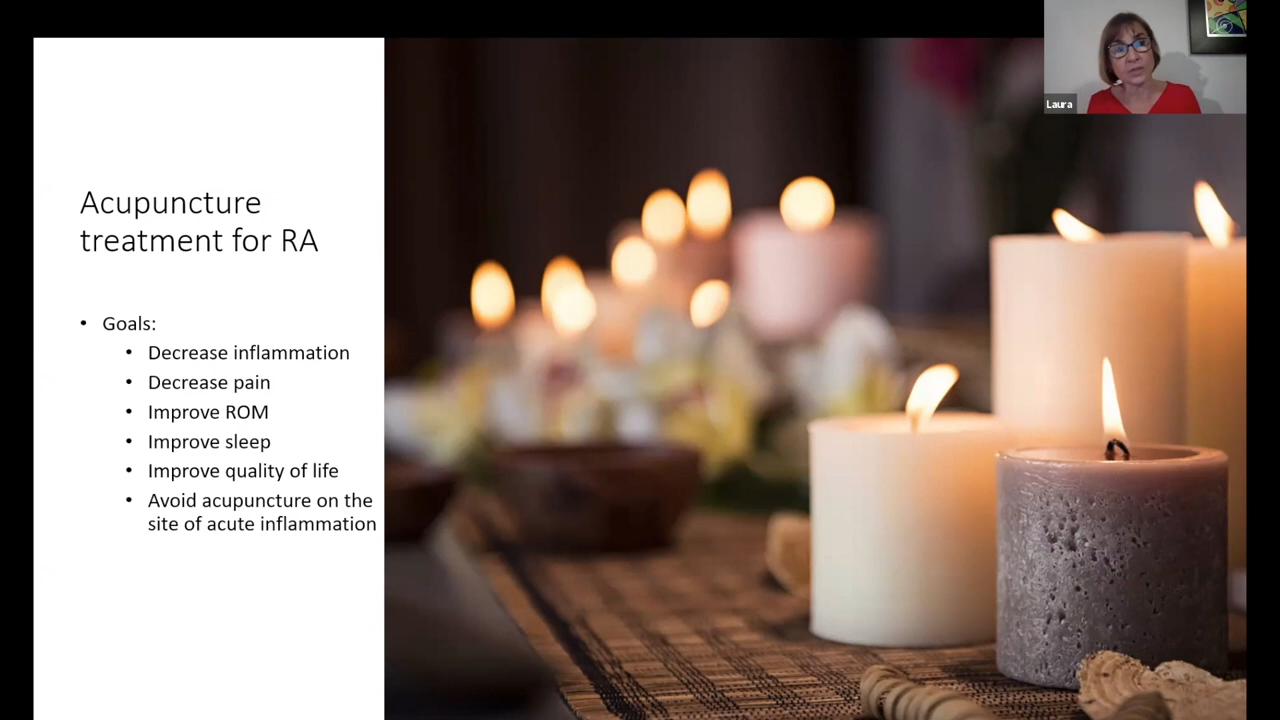 Laura
Acupuncture
treatment for RA
• Goals:
• Decrease inflammation
• Decrease pain
• Improve ROM
• Improve sleep
• Improve quality of life
• Avoid acupuncture on the
site of acute inflammation